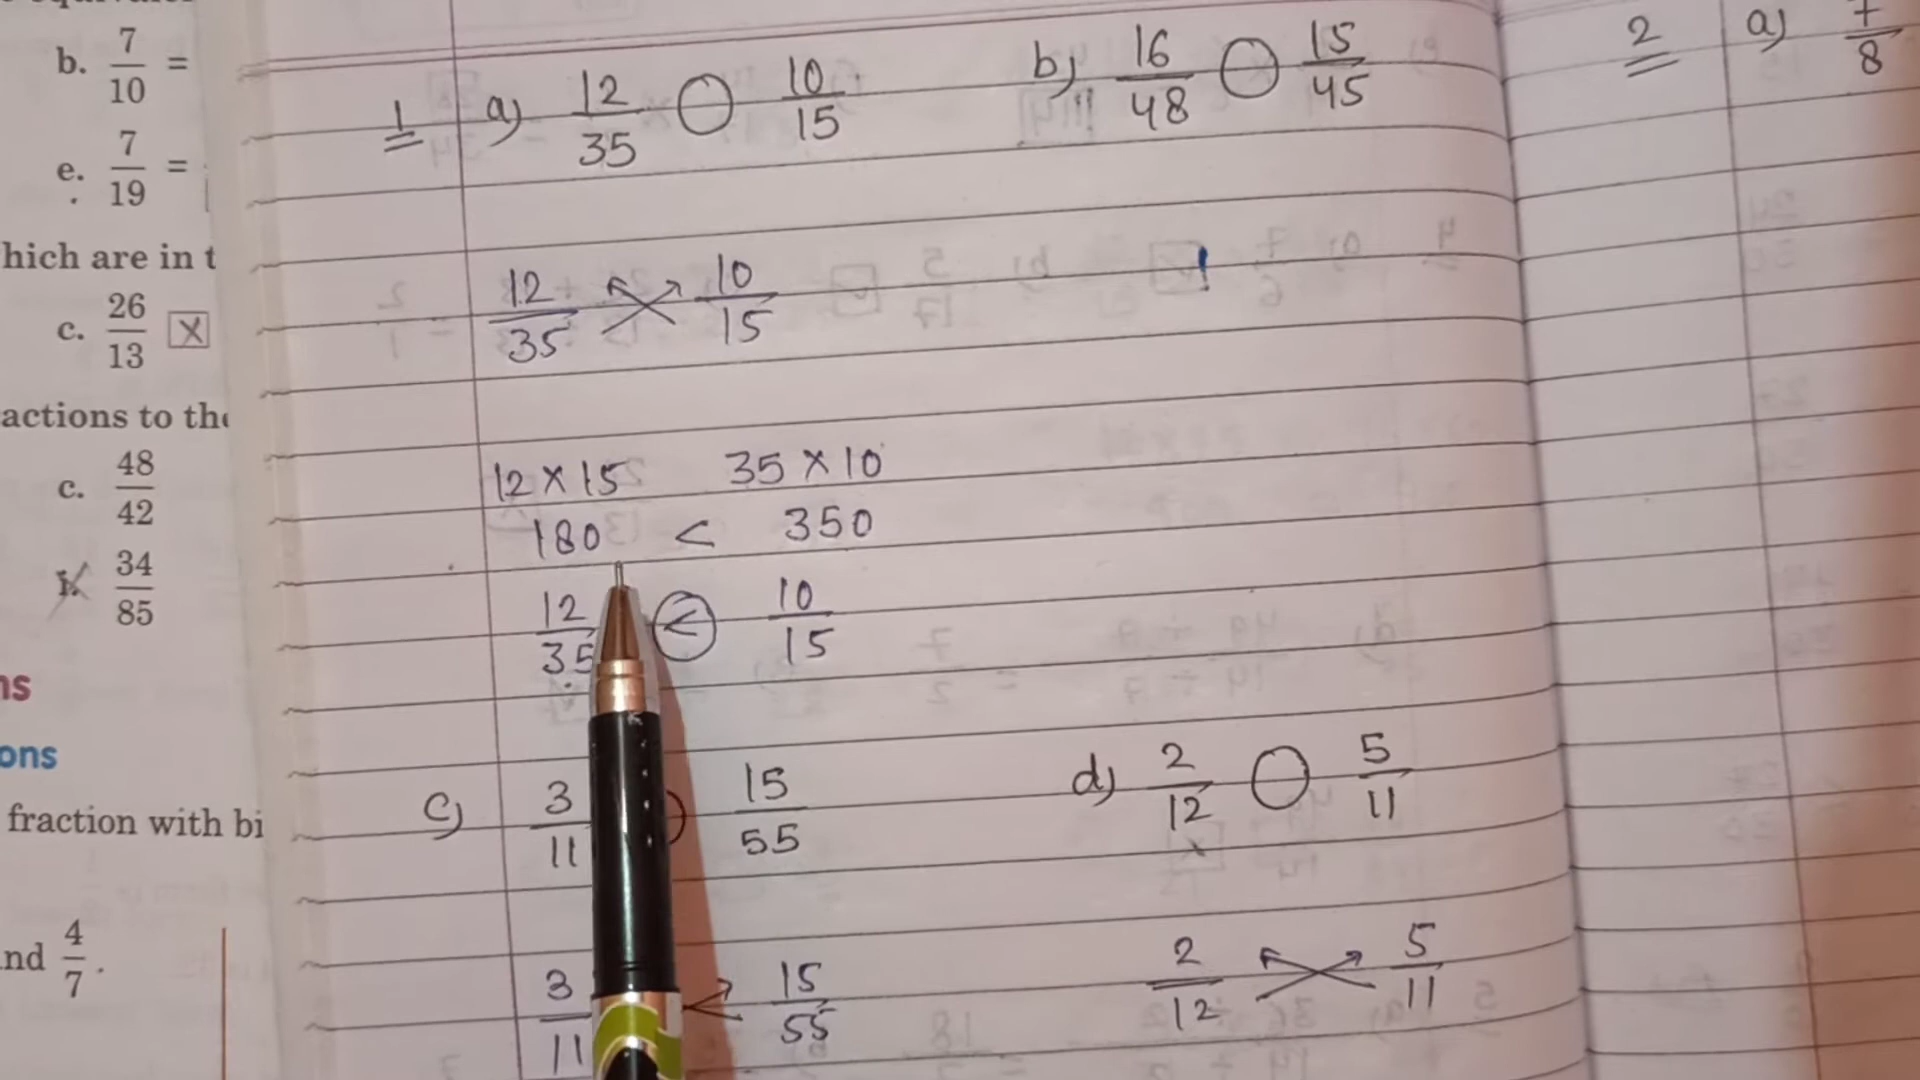 b. 7/10 =
e. 7/19 =
hich are in t
c. 26/13 [X]
actions to the
c. 48/42
34/85
ns
ons
fraction with bi
nd 4/7.
1 a) 12/35 ◯ 10/15 b) 16/48 ◯ 15/45
12/35 10/15
12 × 15 35 × 10
180 < 350
12/35 < 10/15
c) 3/11 15/55 d) 2/12 ◯ 5/11
3/11 15/55 2/12 5/11
2 a) 7/8